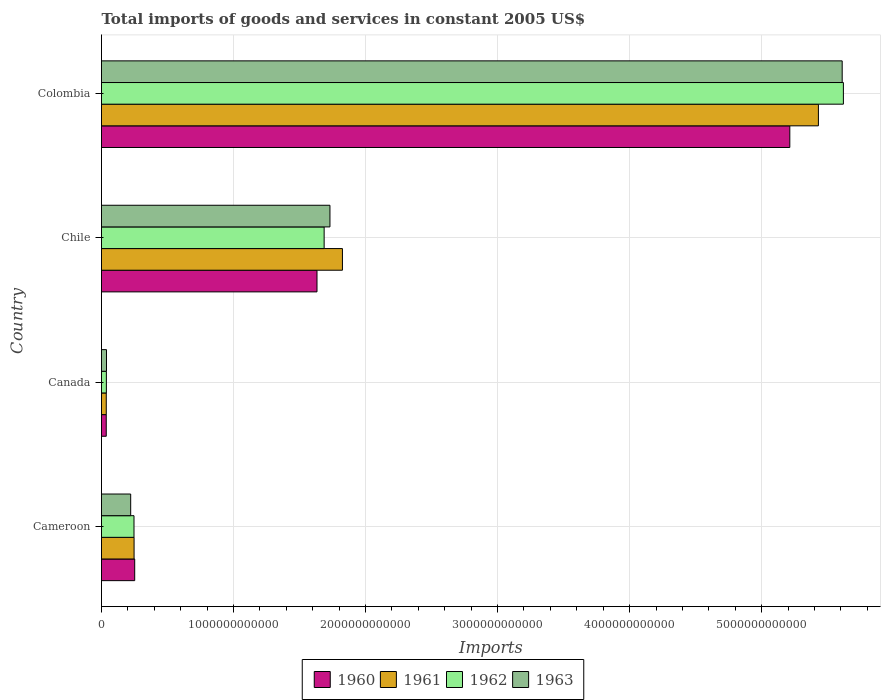 Total imports of goods and services in constant 2005 US$
Country
Colombia
Chile
Canada
Cameroon
0
1000000000000
2000000000000
3000000000000
4000000000000
5000000000000
Imports
1960
1961
1962
1963